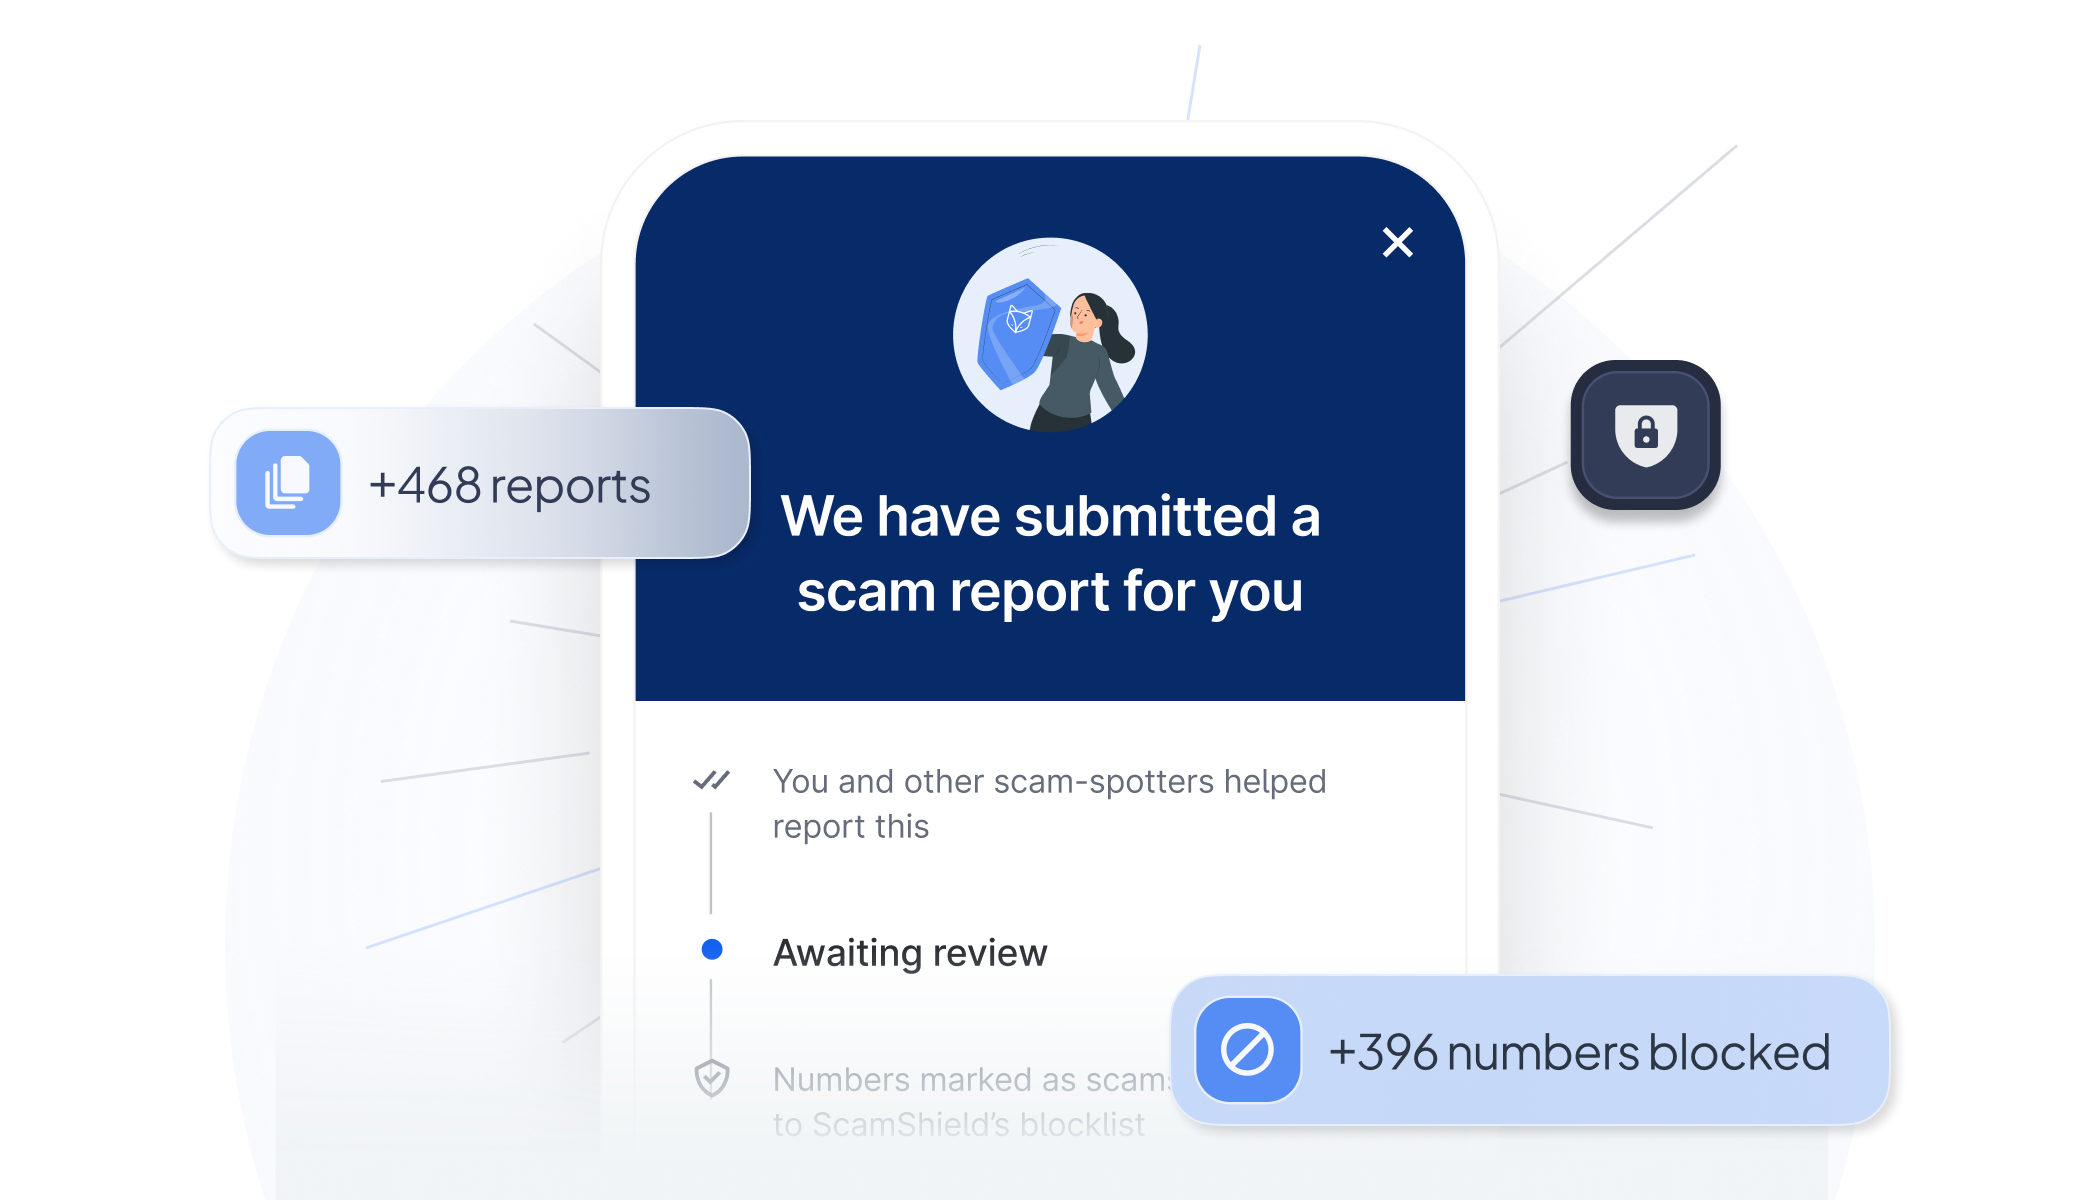 +468 reports
We have submitted a
scam report for you
You and other scam-spotters helped
report this
Awaiting review
Numbers marked as scams
to ScamShield’s blocklist
+396 numbers blocked